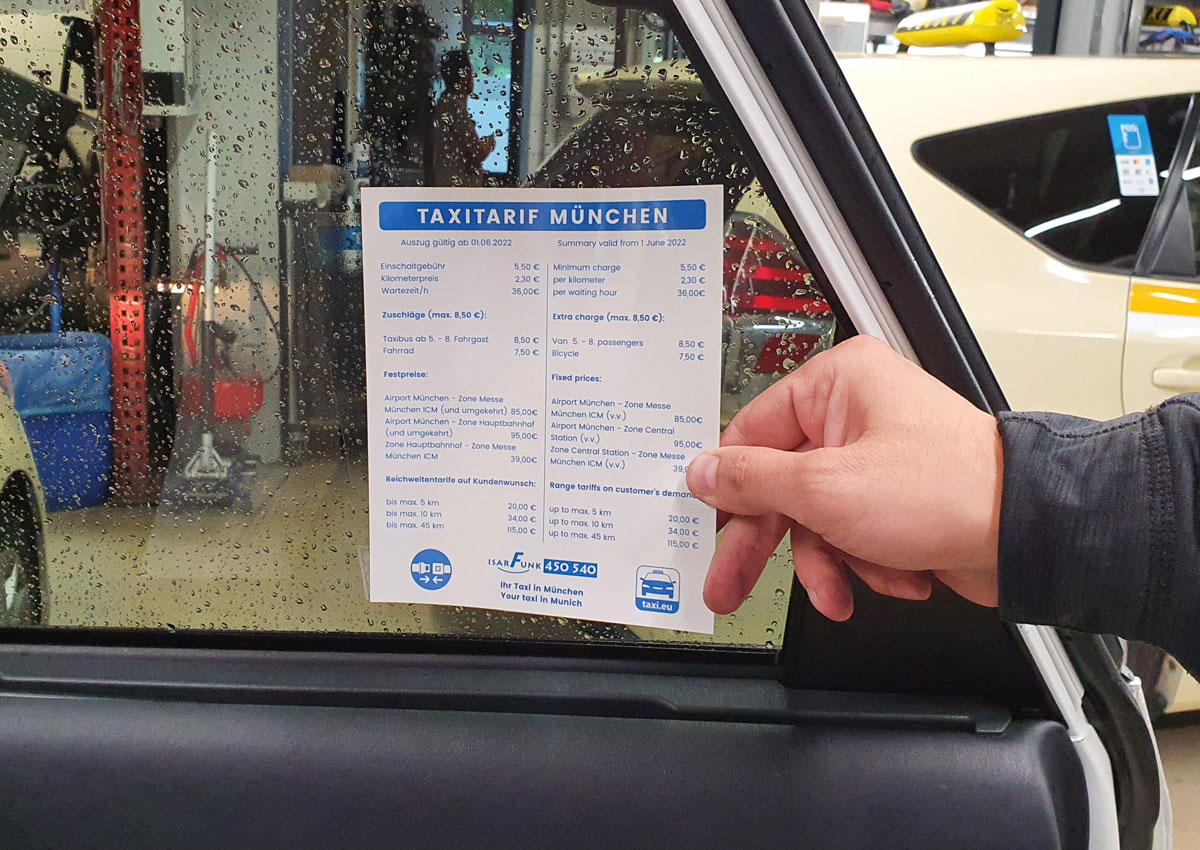 TAXITARIF MÜNCHEN
Auszug gültig ab 01.06.2022
Einschaltgebühr 5,50 €
Kilometerpreis 2,30 €
Wartezeit/h 36,00€
Zuschläge (max. 8,50 €):
Taxibus ab 5. - 8. Fahrgast 8,50 €
Fahrrad 7,50 €
Festpreise:
Airport München - Zone Messe
München ICM (und umgekehrt) 85,00€
Airport München - Zone Hauptbahnhof
(und umgekehrt) 95,00€
Zone Hauptbahnhof - Zone Messe
München ICM 39,00€
Reichweitentarife auf Kundenwunsch:
bis max. 5 km 20,00 €
bis max. 10 km 34,00 €
bis max. 45 km 115,00 €
Summary valid from 1 June 2022
Minimum charge 5,50 €
per kilometer 2,30 €
per waiting hour 36,00€
Extra charge (max. 8,50 €):
Van 5. - 8. passengers 8,50 €
Bicycle 7,50 €
Fixed prices:
Airport München - Zone Messe
München ICM (v.v.) 85,00€
Airport München - Zone Central
Station (v.v.) 95,00€
Zone Central Station - Zone Messe
München ICM (v.v.) 39,0
Range tariffs on customer's deman
up to max. 5 km 20,00 €
up to max. 10 km 34,00 €
up to max. 45 km 115,00 €
ISARFUNK 450 540
Ihr Taxi in München
Your taxi in Munich
taxi.eu